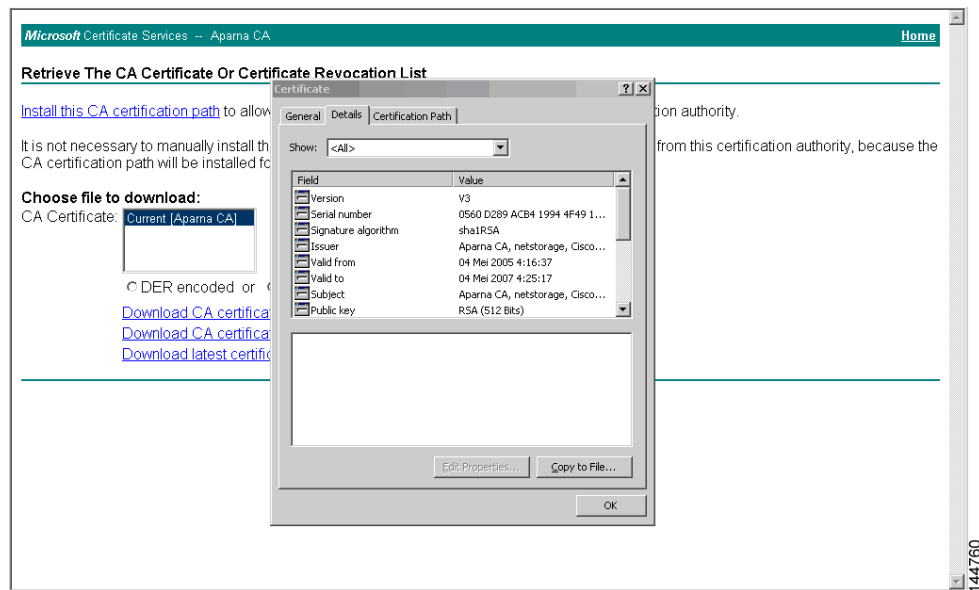 Microsoft Certificate Services -- Aparna CA Home
Retrieve The CA Certificate Or Certificate Revocation List
Certificate
Install this CA certification path to allow
ion authority.
General Details Certification Path
It is not necessary to manually install th
from this certification authority, because the
CA certification path will be installed fo
Show: <All>
Choose file to download:
CA Certificate: Current [Aparna CA]
Field Value
Version V3
Serial number 0560 D289 ACB4 1994 4F49 1...
Signature algorithm sha1RSA
Issuer Aparna CA, netstorage, Cisco...
Valid from 04 Mei 2005 4:16:37
Valid to 04 Mei 2007 4:25:17
Subject Aparna CA, netstorage, Cisco...
Public key RSA (512 Bits)
DER encoded or
Download CA certifica
Download CA certifica
Download latest certific
Edit Properties... Copy to File...
OK
144760